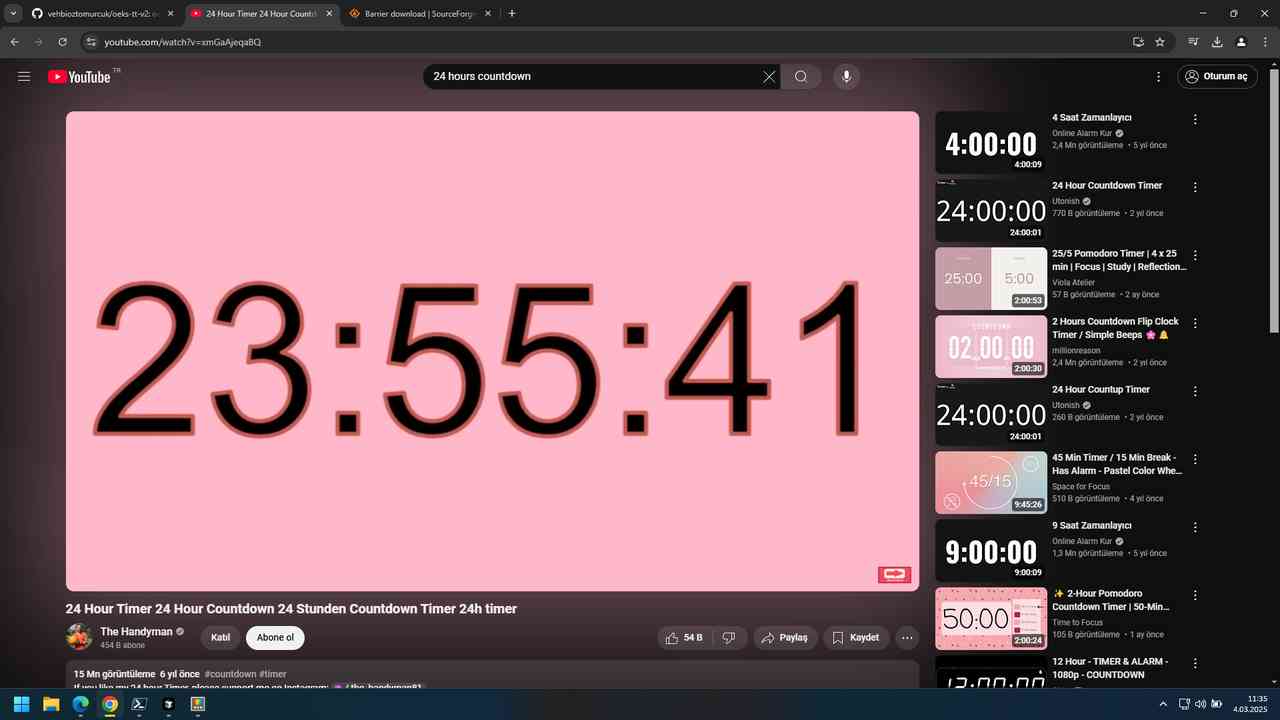 vehbioztomurcuk/oeks-tt-v2:
24 Hour Timer 24 Hour Countd
Barrier download | SourceForg
youtube.com/watch?v=xmGaAjeqaBQ
YouTube TR
24 hours countdown
Oturum aç
23:55:41
24 Hour Timer 24 Hour Countdown 24 Stunden Countdown Timer 24h timer
The Handyman
454 B abone
Katıl
Abone ol
54 B
Paylaş
Kaydet
15 Mn görüntüleme 6 yıl önce #countdown #timer
If you like my 24 hour Timer, please support me on Instagram: / the_handyman81
4:00:00
4:00:09
4 Saat Zamanlayıcı
Online Alarm Kur
2,4 Mn görüntüleme • 5 yıl önce
24:00:00
24:00:01
24 Hour Countdown Timer
Utonish
770 B görüntüleme • 2 yıl önce
25:00
5:00
2:00:53
25/5 Pomodoro Timer | 4 x 25
min | Focus | Study | Reflection...
Viola Atelier
57 B görüntüleme • 2 ay önce
COUNTDOWN
02 00 00
2:00:30
2 Hours Countdown Flip Clock
Timer / Simple Beeps 🌸 🔔
millionreason
2,4 Mn görüntüleme • 2 yıl önce
24:00:00
24:00:01
24 Hour Countup Timer
Utonish
260 B görüntüleme • 2 yıl önce
45/15
9:45:26
45 Min Timer / 15 Min Break -
Has Alarm - Pastel Color Whe...
Space for Focus
510 B görüntüleme • 4 yıl önce
9:00:00
9:00:09
9 Saat Zamanlayıcı
Online Alarm Kur
1,3 Mn görüntüleme • 5 yıl önce
50:00
2:00:24
✨ 2-Hour Pomodoro
Countdown Timer | 50-Min...
Time to Focus
105 B görüntüleme • 1 ay önce
12:00:00
12 Hour - TIMER & ALARM -
1080p - COUNTDOWN
11:35
4.03.2025